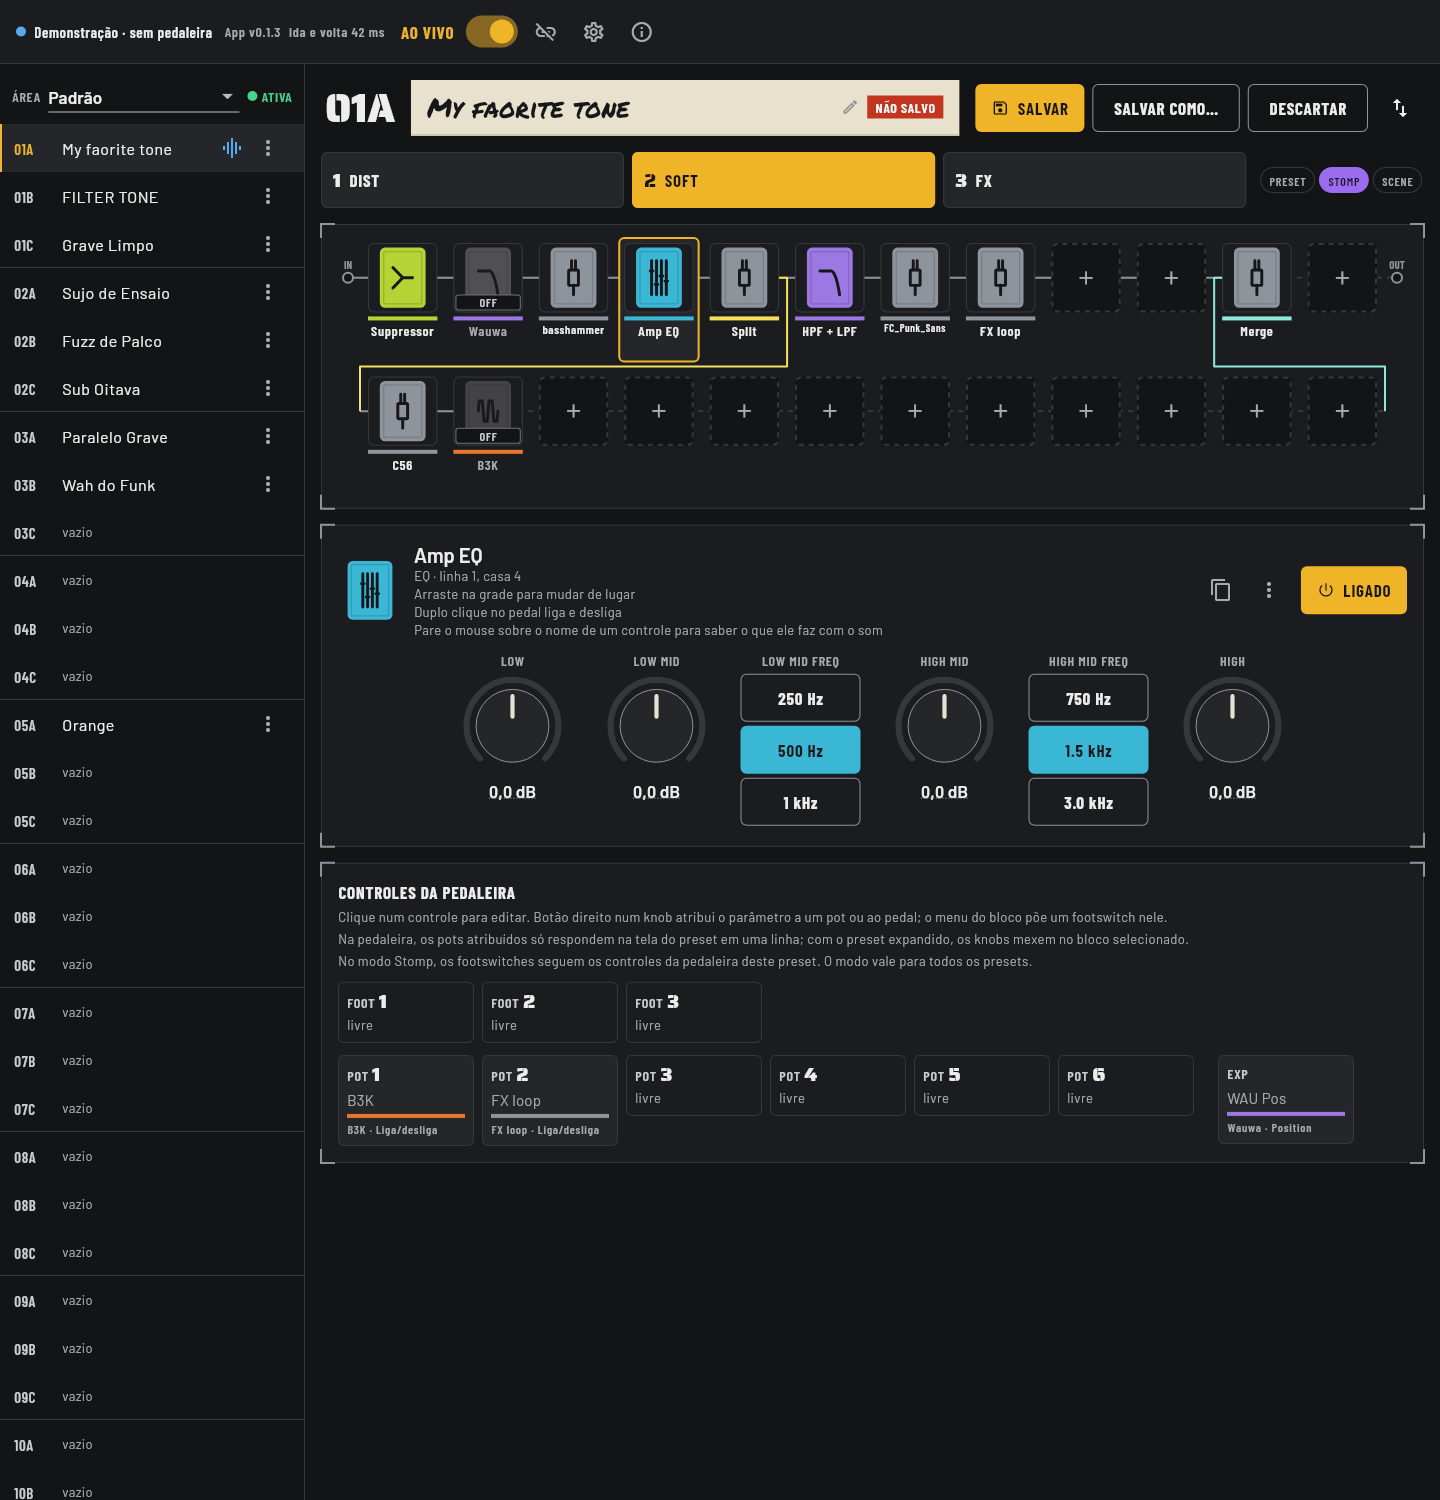 Demonstração · sem pedaleira App v0.1.3 Ida e volta 42 ms AO VIVO
ÁREA Padrão ATIVA
01A My faorite tone
01B FILTER TONE
01C Grave Limpo
02A Sujo de Ensaio
02B Fuzz de Palco
02C Sub Oitava
03A Paralelo Grave
03B Wah do Funk
03C vazio
04A vazio
04B vazio
04C vazio
05A Orange
05B vazio
05C vazio
06A vazio
06B vazio
06C vazio
07A vazio
07B vazio
07C vazio
08A vazio
08B vazio
08C vazio
09A vazio
09B vazio
09C vazio
10A vazio
10B vazio
01A My faorite tone NÃO SALVO SALVAR SALVAR COMO... DESCARTAR
1 DIST 2 SOFT 3 FX PRESET STOMP SCENE
IN OUT
OFF
Suppressor Wauwa basshammer Amp EQ Split HPF + LPF FC_Punk_Sans FX loop Merge
OFF
C56 B3K
Amp EQ
EQ · linha 1, casa 4
Arraste na grade para mudar de lugar
Duplo clique no pedal liga e desliga
Pare o mouse sobre o nome de um controle para saber o que ele faz com o som
LIGADO
LOW LOW MID LOW MID FREQ HIGH MID HIGH MID FREQ HIGH
250 Hz 750 Hz
500 Hz 1.5 kHz
0,0 dB 0,0 dB 1 kHz 0,0 dB 3.0 kHz 0,0 dB
CONTROLES DA PEDALEIRA
Clique num controle para editar. Botão direito num knob atribui o parâmetro a um pot ou ao pedal; o menu do bloco põe um footswitch nele.
Na pedaleira, os pots atribuídos só respondem na tela do preset em uma linha; com o preset expandido, os knobs mexem no bloco selecionado.
No modo Stomp, os footswitches seguem os controles da pedaleira deste preset. O modo vale para todos os presets.
FOOT 1 FOOT 2 FOOT 3
livre livre livre
POT 1 POT 2 POT 3 POT 4 POT 5 POT 6 EXP
B3K FX loop livre livre livre livre WAU Pos
B3K · Liga/desliga FX loop · Liga/desliga Wauwa · Position